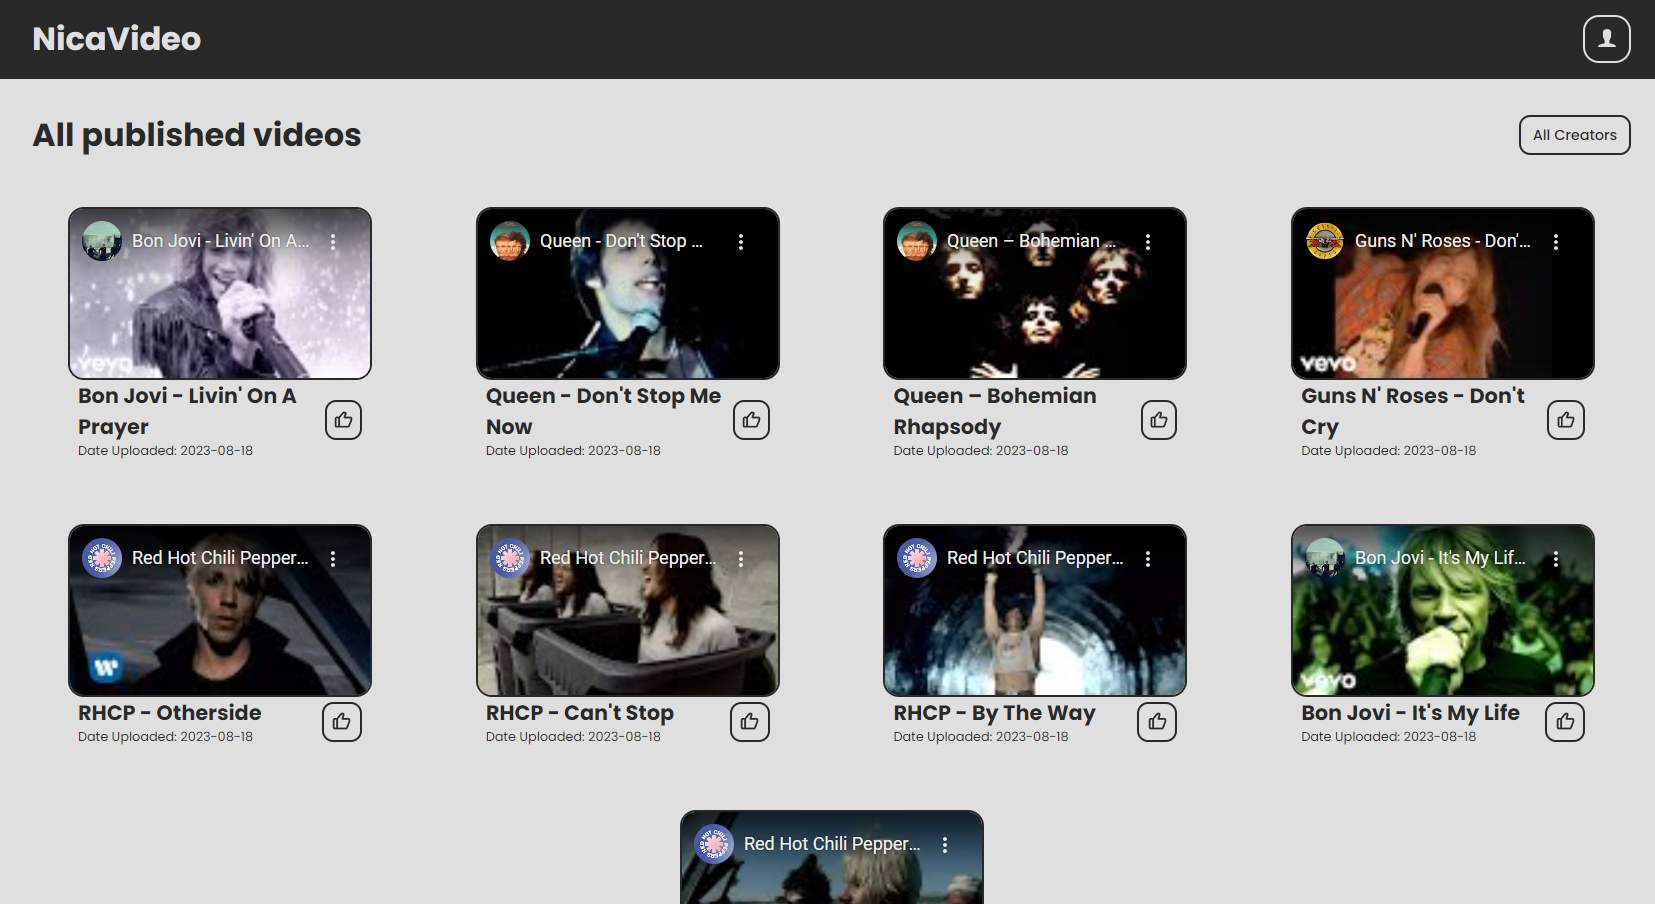 NicaVideo
All published videos
All Creators
Bon Jovi - Livin' On A...
vevo
Queen - Don't Stop ...
Queen – Bohemian ...
Guns N' Roses - Don'...
vevo
Bon Jovi - Livin' On A
Prayer
Date Uploaded: 2023-08-18
Queen - Don't Stop Me
Now
Date Uploaded: 2023-08-18
Queen – Bohemian
Rhapsody
Date Uploaded: 2023-08-18
Guns N' Roses - Don't
Cry
Date Uploaded: 2023-08-18
Red Hot Chili Pepper...
Red Hot Chili Pepper...
Red Hot Chili Pepper...
Bon Jovi - It's My Lif...
vevo
RHCP - Otherside
Date Uploaded: 2023-08-18
RHCP - Can't Stop
Date Uploaded: 2023-08-18
RHCP - By The Way
Date Uploaded: 2023-08-18
Bon Jovi - It's My Life
Date Uploaded: 2023-08-18
Red Hot Chili Pepper...